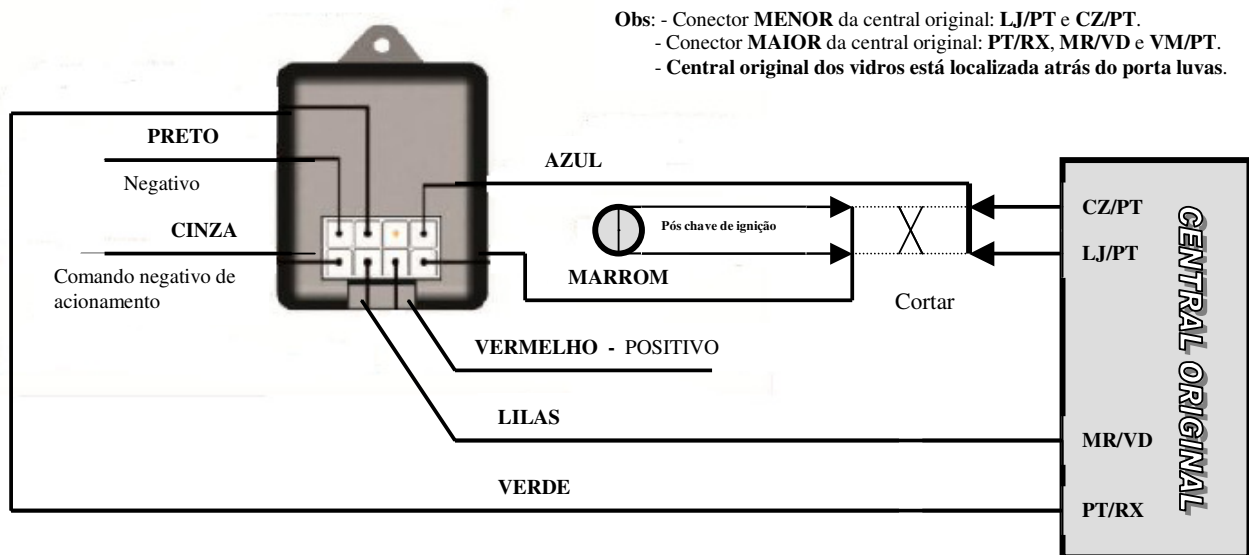 Obs: - Conector MENOR da central original: LJ/PT e CZ/PT.
- Conector MAIOR da central original: PT/RX, MR/VD e VM/PT.
- Central original dos vidros está localizada atrás do porta luvas.
PRETO
Negativo
CINZA
Comando negativo de
acionamento
AZUL
Pós chave de ignição
MARROM
Cortar
CZ/PT
LJ/PT
CENTRAL ORIGINAL
VERMELHO - POSITIVO
LILAS
MR/VD
VERDE
PT/RX